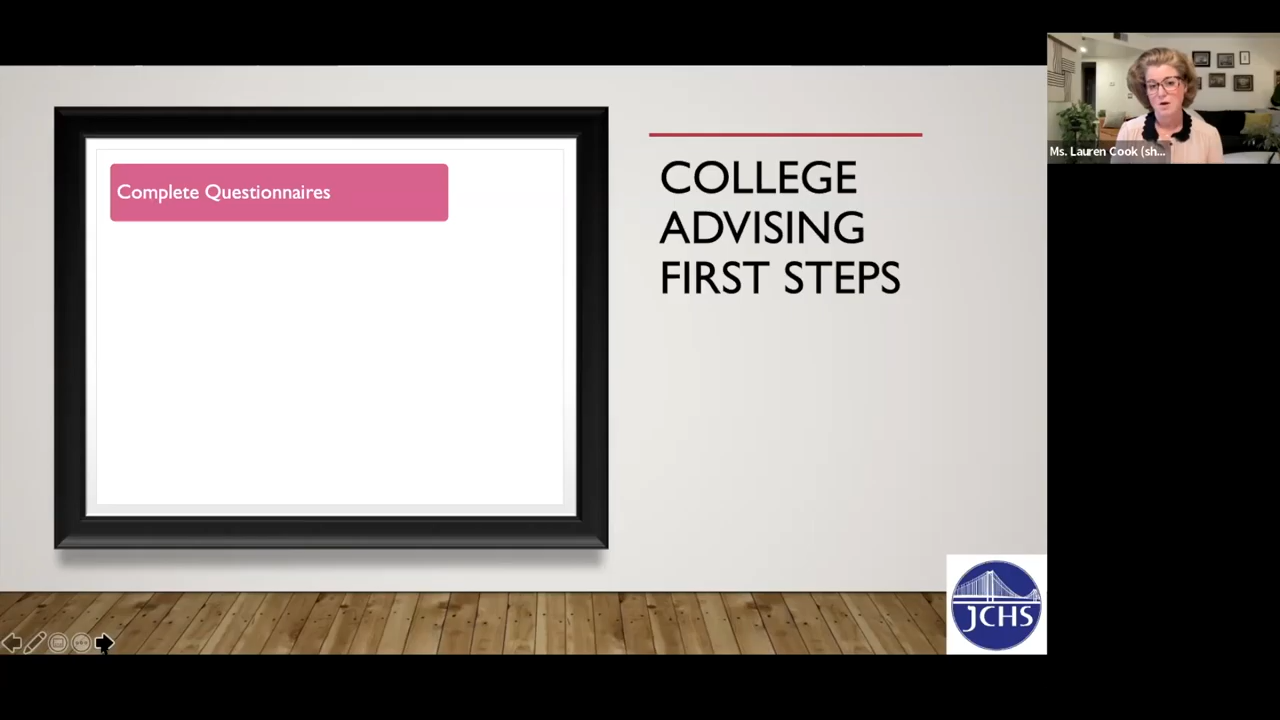 Complete Questionnaires
COLLEGE
ADVISING
FIRST STEPS
Ms. Lauren Cook (sh...
JCHS